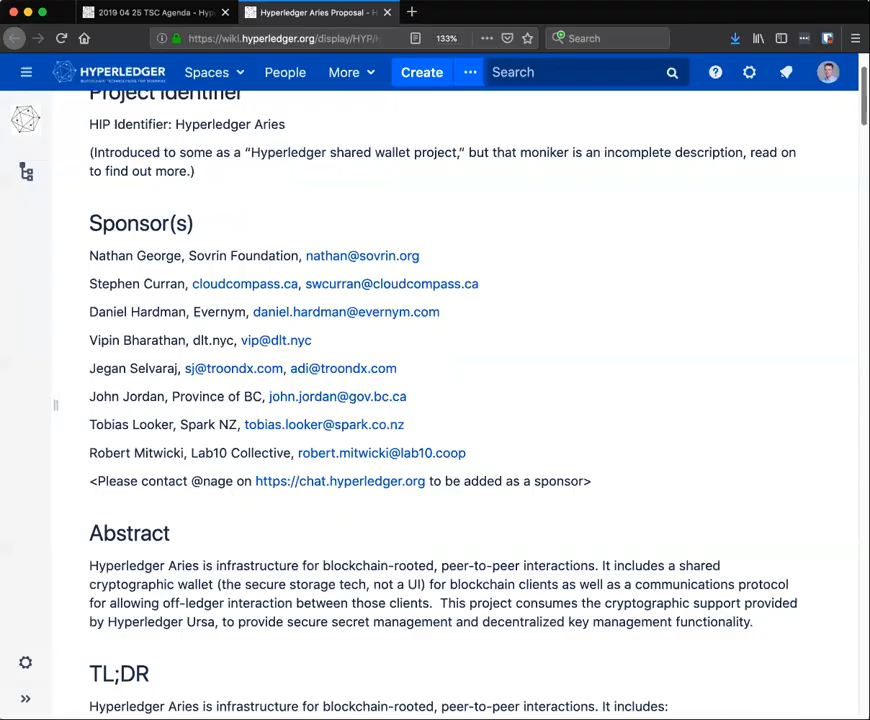 2019 04 25 TSC Agenda - Hype
Hyperledger Aries Proposal - H
https://wiki.hyperledger.org/display/HYP/H
133%
Search
HYPERLEDGER
Spaces
People
More
Create
Search
Project Identifier
HIP Identifier: Hyperledger Aries
(Introduced to some as a “Hyperledger shared wallet project,” but that moniker is an incomplete description, read on
to find out more.)
Sponsor(s)
Nathan George, Sovrin Foundation, nathan@sovrin.org
Stephen Curran, cloudcompass.ca, swcurran@cloudcompass.ca
Daniel Hardman, Evernym, daniel.hardman@evernym.com
Vipin Bharathan, dlt.nyc, vip@dlt.nyc
Jegan Selvaraj, sj@troondx.com, adi@troondx.com
John Jordan, Province of BC, john.jordan@gov.bc.ca
Tobias Looker, Spark NZ, tobias.looker@spark.co.nz
Robert Mitwicki, Lab10 Collective, robert.mitwicki@lab10.coop
<Please contact @nage on https://chat.hyperledger.org to be added as a sponsor>
Abstract
Hyperledger Aries is infrastructure for blockchain-rooted, peer-to-peer interactions. It includes a shared
cryptographic wallet (the secure storage tech, not a UI) for blockchain clients as well as a communications protocol
for allowing off-ledger interaction between those clients.  This project consumes the cryptographic support provided
by Hyperledger Ursa, to provide secure secret management and decentralized key management functionality.
TL;DR
Hyperledger Aries is infrastructure for blockchain-rooted, peer-to-peer interactions. It includes: